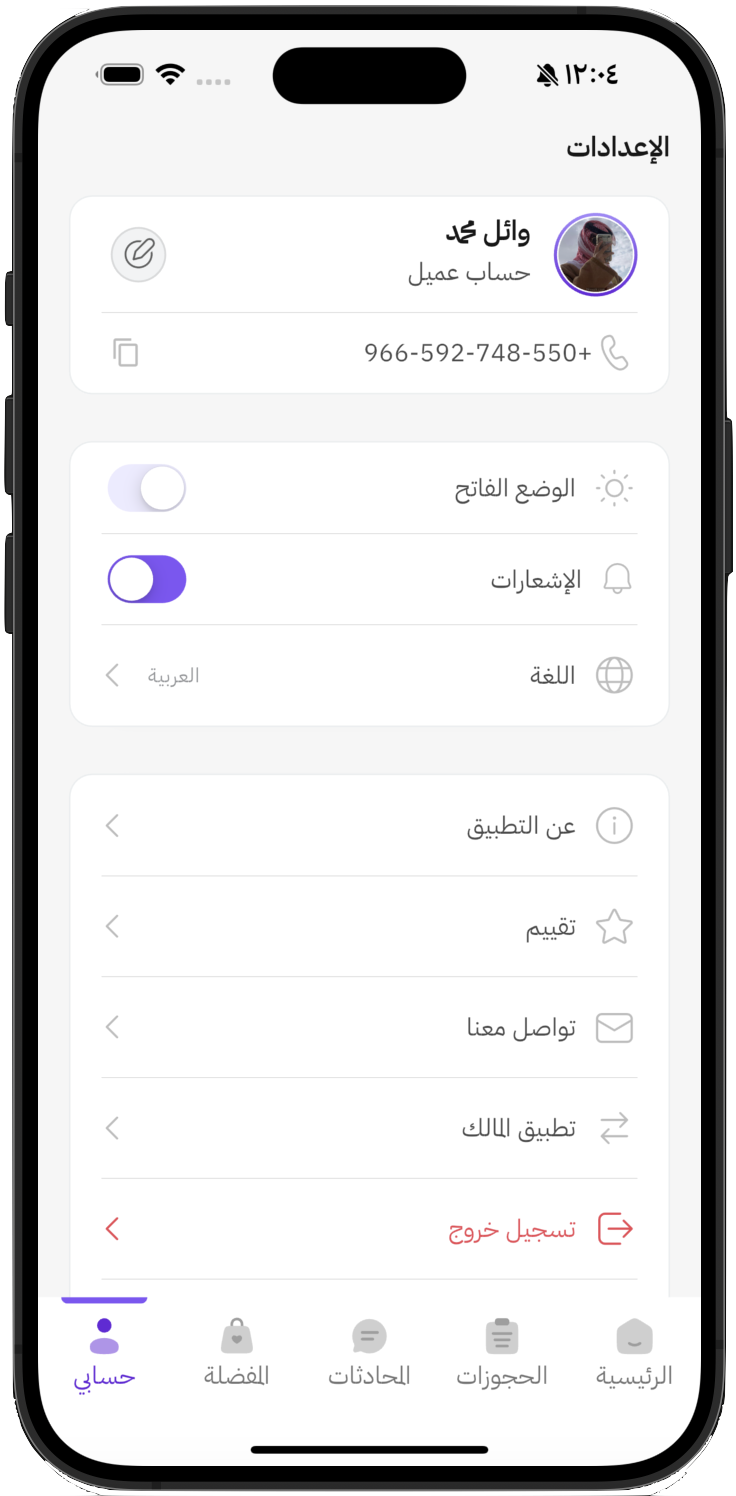 ١٢:٠٤
الإعدادات
وائل محمد
حساب عميل
966-592-748-550+
الوضع الفاتح
الإشعارات
اللغة
العربية
عن التطبيق
تقييم
تواصل معنا
تطبيق المالك
تسجيل خروج
الرئيسية
الحجوزات
المحادثات
المفضلة
حسابي